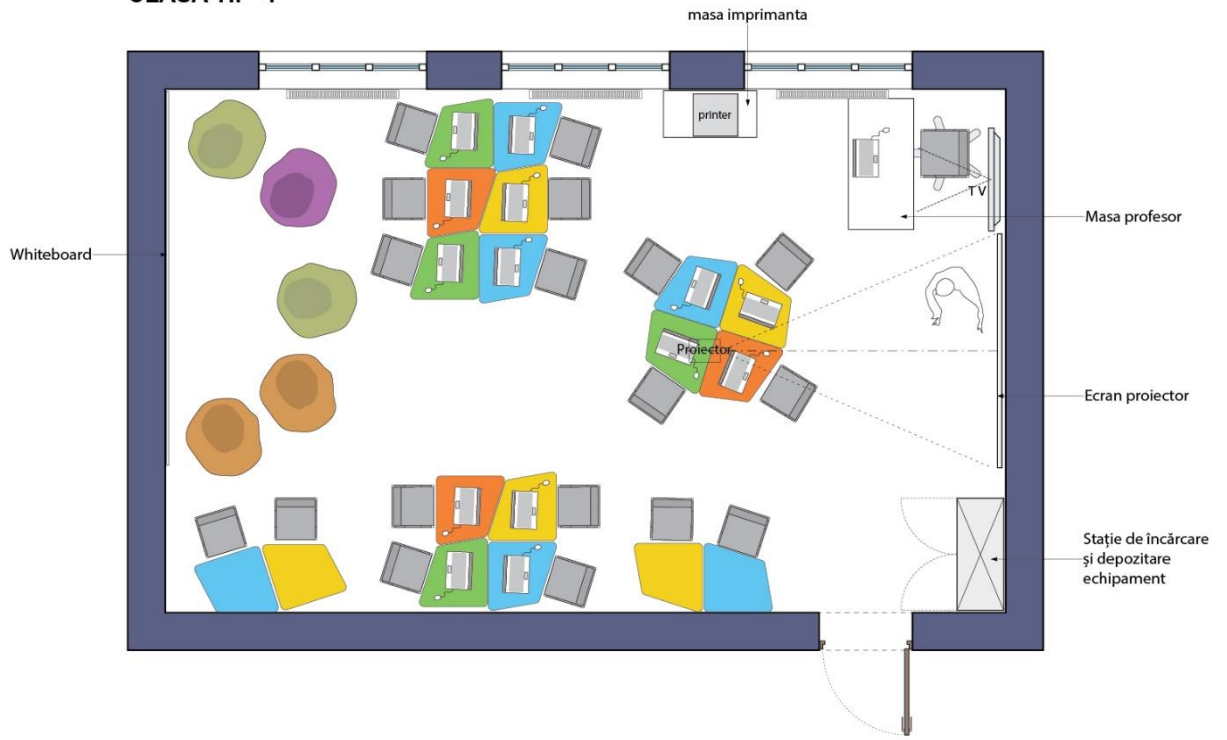 masa imprimanta
printer
TV
Masa profesor
Whiteboard
Proiector
Ecran proiector
Stație de încărcare
și depozitare
echipament